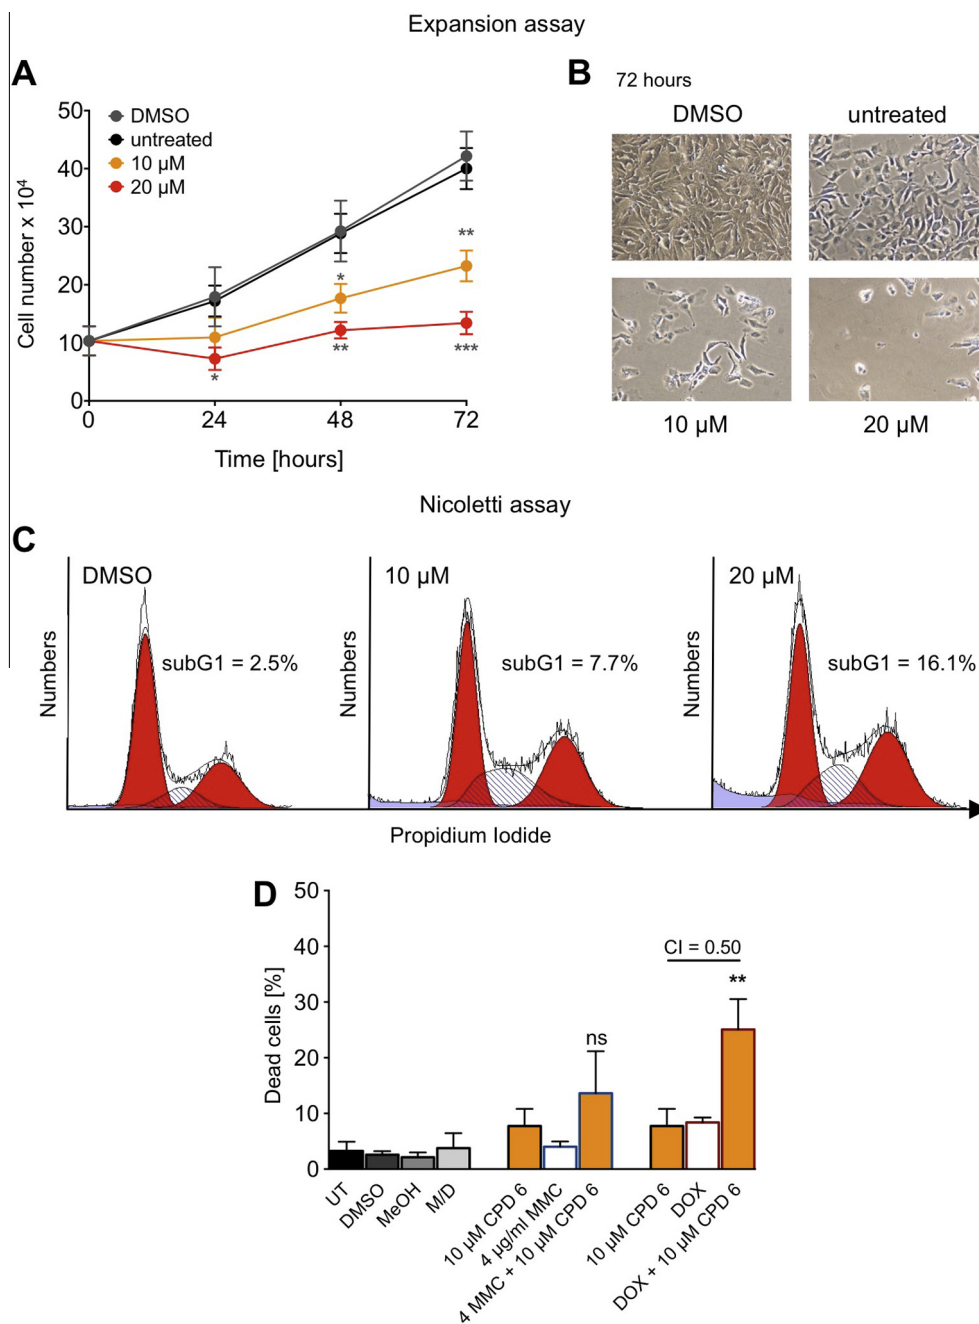 Expansion assay
A
50
40
30
20
10
0
Cell number x 10⁴
DMSO
untreated
10 µM
20 µM
*
**
*
**
***
0 24 48 72
Time [hours]
B
72 hours
DMSO untreated
10 µM 20 µM
Nicoletti assay
C
DMSO
subG1 = 2.5%
Numbers
10 µM
subG1 = 7.7%
Numbers
20 µM
subG1 = 16.1%
Numbers
Propidium Iodide
D
50
40
30
20
10
0
Dead cells [%]
CI = 0.50
**
ns
UT
DMSO
MeOH
M/D
10 µM CPD 6
4 µg/ml MMC
4 MMC + 10 µM CPD 6
10 µM CPD 6
DOX
DOX + 10 µM CPD 6